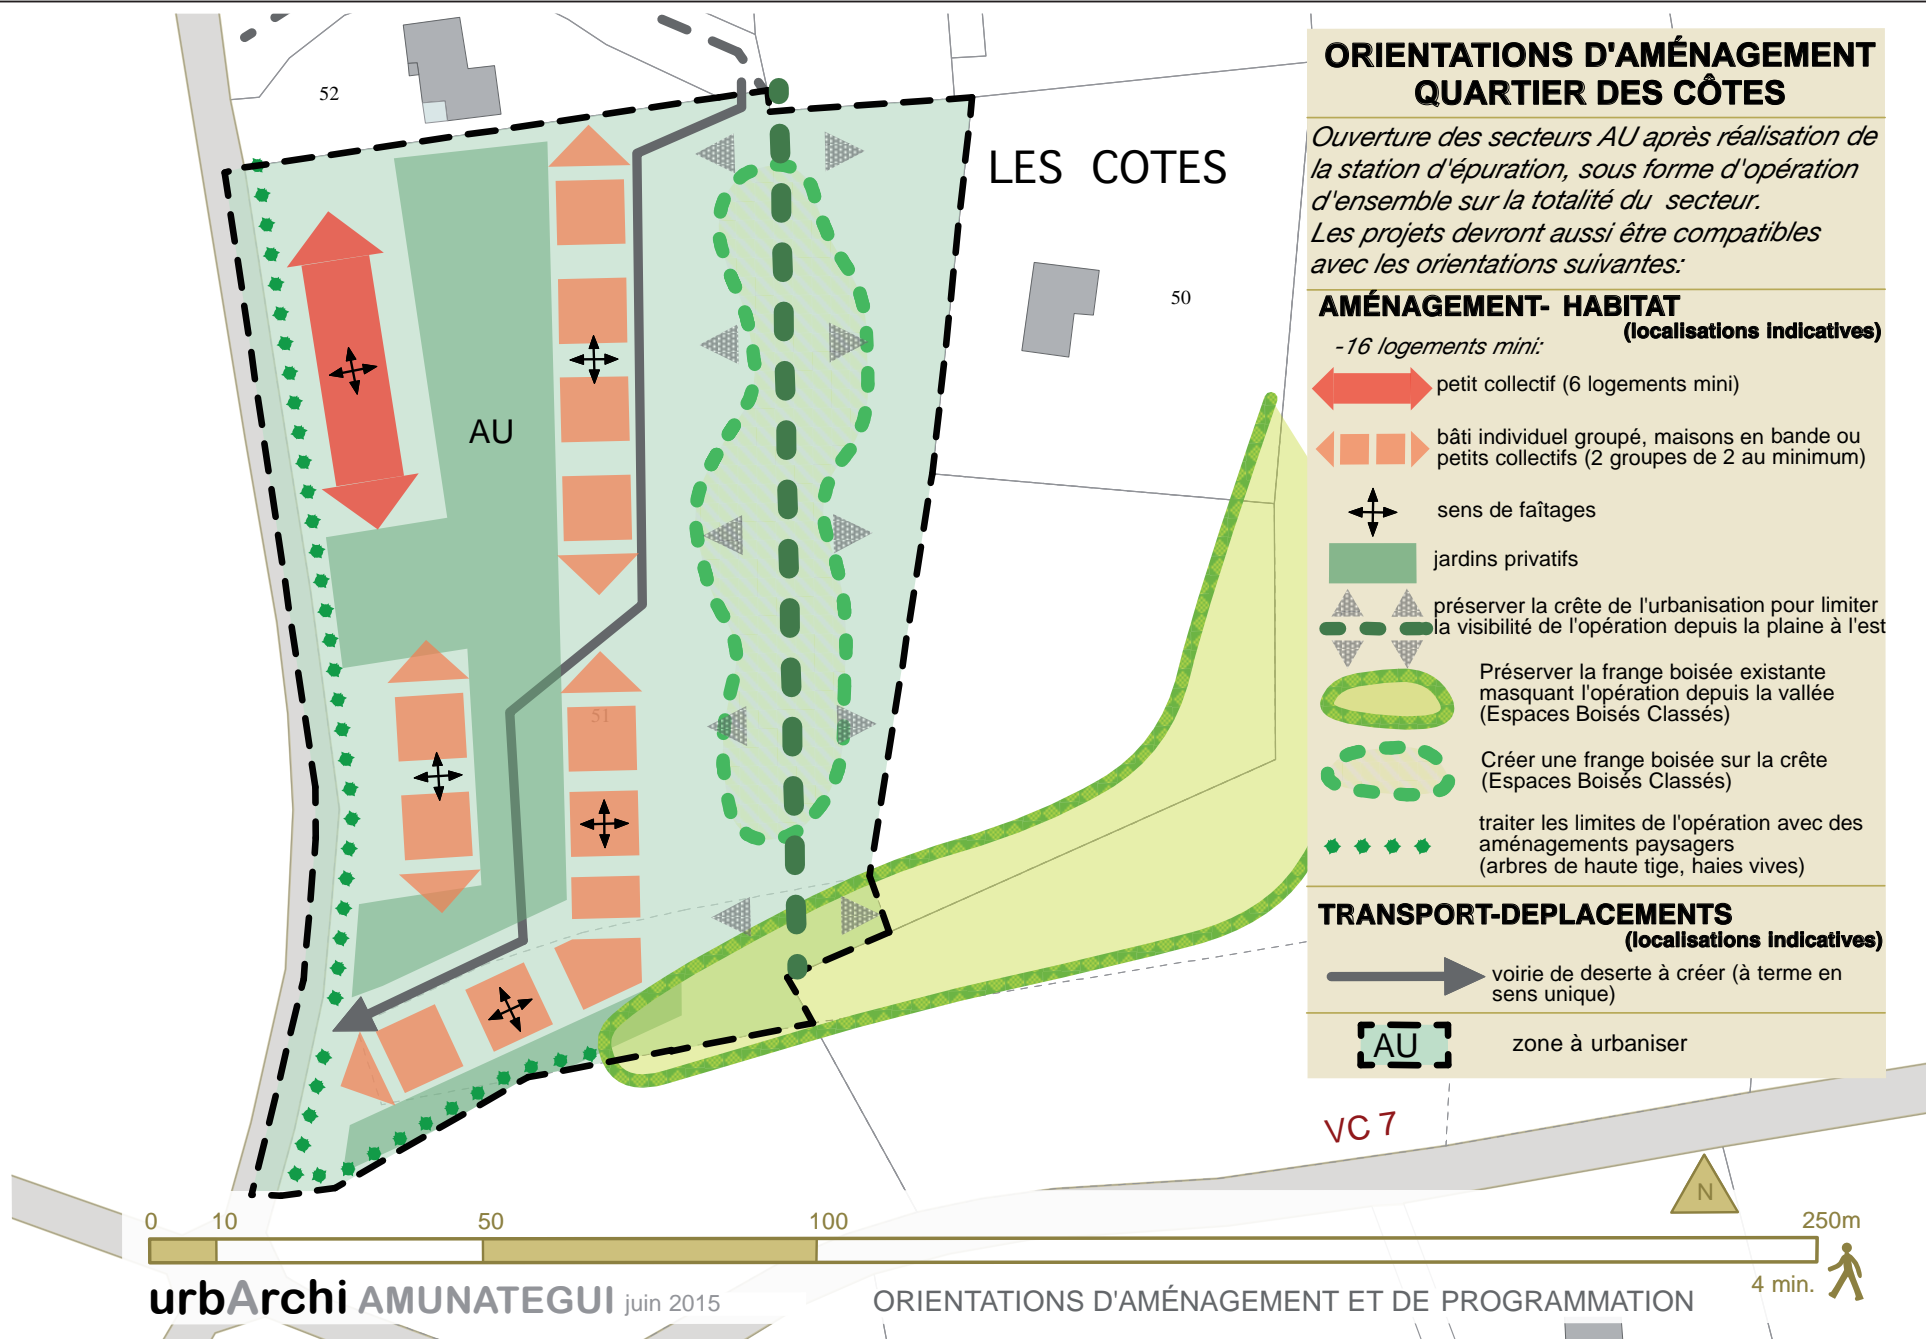 52
LES COTES
50
AU
51
ORIENTATIONS D'AMÉNAGEMENT
QUARTIER DES CÔTES
Ouverture des secteurs AU après réalisation de
la station d'épuration, sous forme d'opération
d'ensemble sur la totalité du secteur.
Les projets devront aussi être compatibles
avec les orientations suivantes:
AMÉNAGEMENT- HABITAT
(localisations indicatives)
-16 logements mini:
petit collectif (6 logements mini)
bâti individuel groupé, maisons en bande ou
petits collectifs (2 groupes de 2 au minimum)
sens de faîtages
jardins privatifs
préserver la crête de l'urbanisation pour limiter
la visibilité de l'opération depuis la plaine à l'est
Préserver la frange boisée existante
masquant l'opération depuis la vallée
(Espaces Boisés Classés)
Créer une frange boisée sur la crête
(Espaces Boisés Classés)
traiter les limites de l'opération avec des
aménagements paysagers
(arbres de haute tige, haies vives)
TRANSPORT-DEPLACEMENTS
(localisations indicatives)
voirie de deserte à créer (à terme en
sens unique)
AU zone à urbaniser
VC 7
N
0 10 50 100 250m
4 min.
urbArchi AMUNATEGUI juin 2015
ORIENTATIONS D'AMÉNAGEMENT ET DE PROGRAMMATION